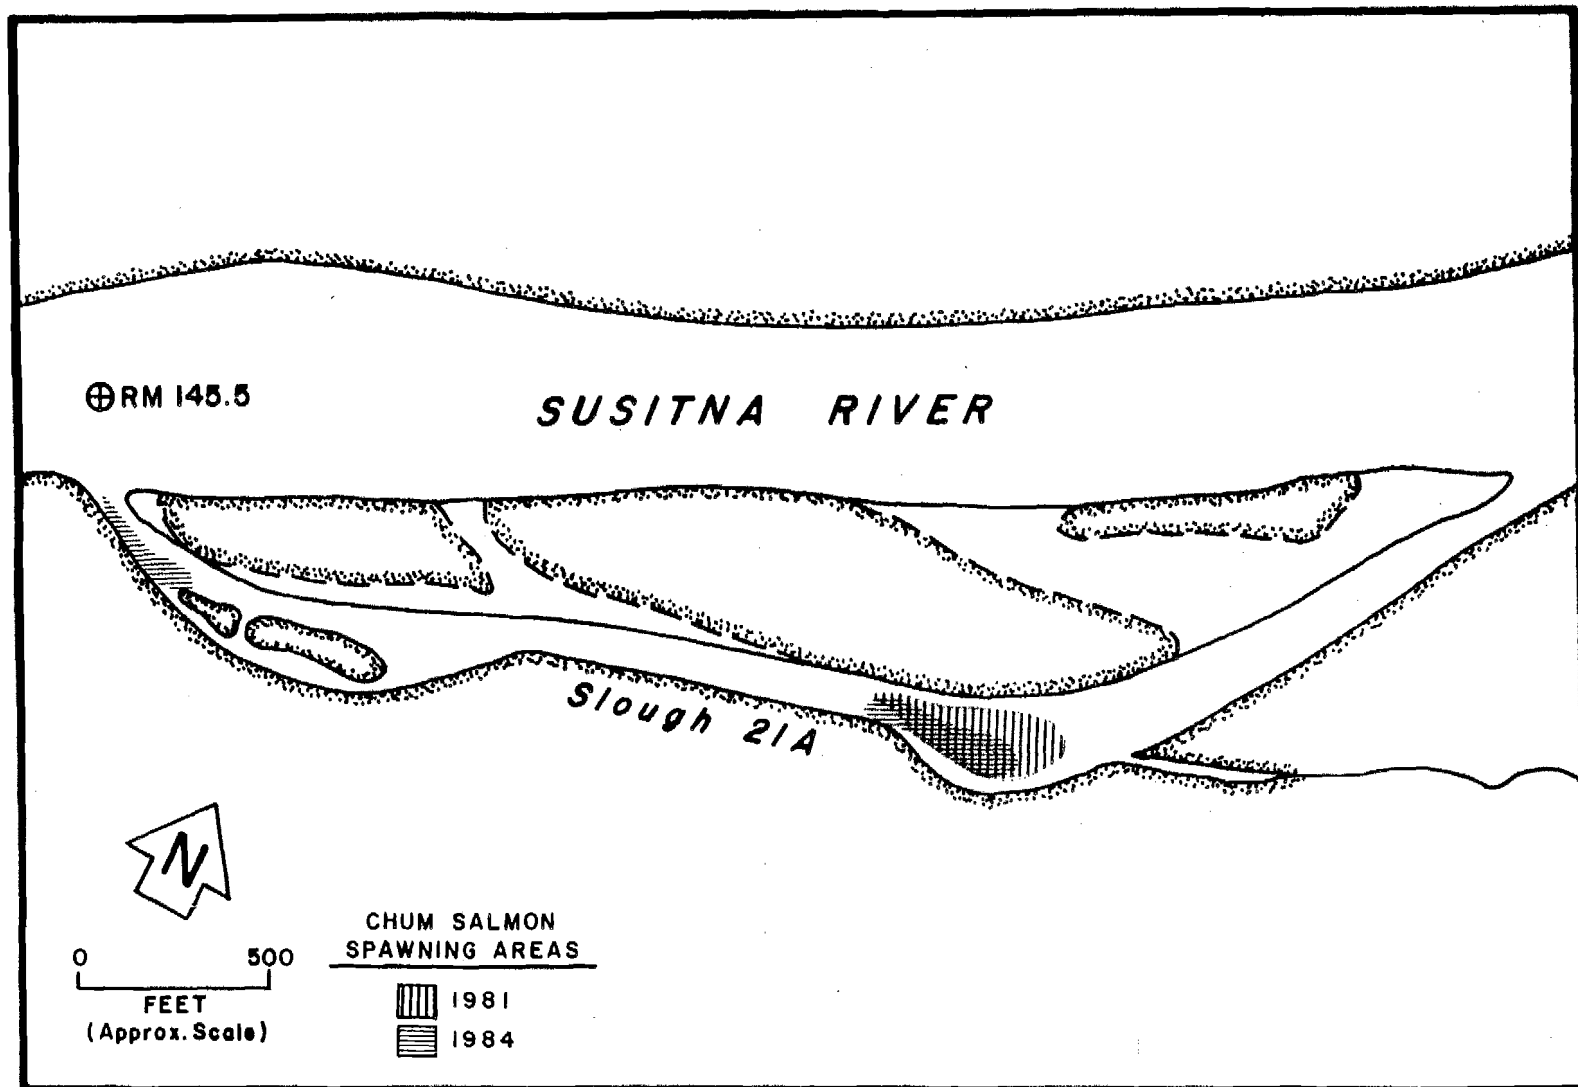 RM 145.5
SUSITNA RIVER
Slough 21A
N
0 500
FEET
(Approx. Scale)
CHUM SALMON
SPAWNING AREAS
1981
1984